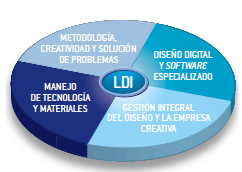 METODOLOGÍA,
CREATIVIDAD Y SOLUCIÓN
DE PROBLEMAS
DISEÑO DIGITAL
Y SOFTWARE
ESPECIALIZADO
LDI
MANEJO
DE TECNOLOGÍA
Y MATERIALES
GESTIÓN INTEGRAL
DEL DISEÑO Y LA EMPRESA
CREATIVA